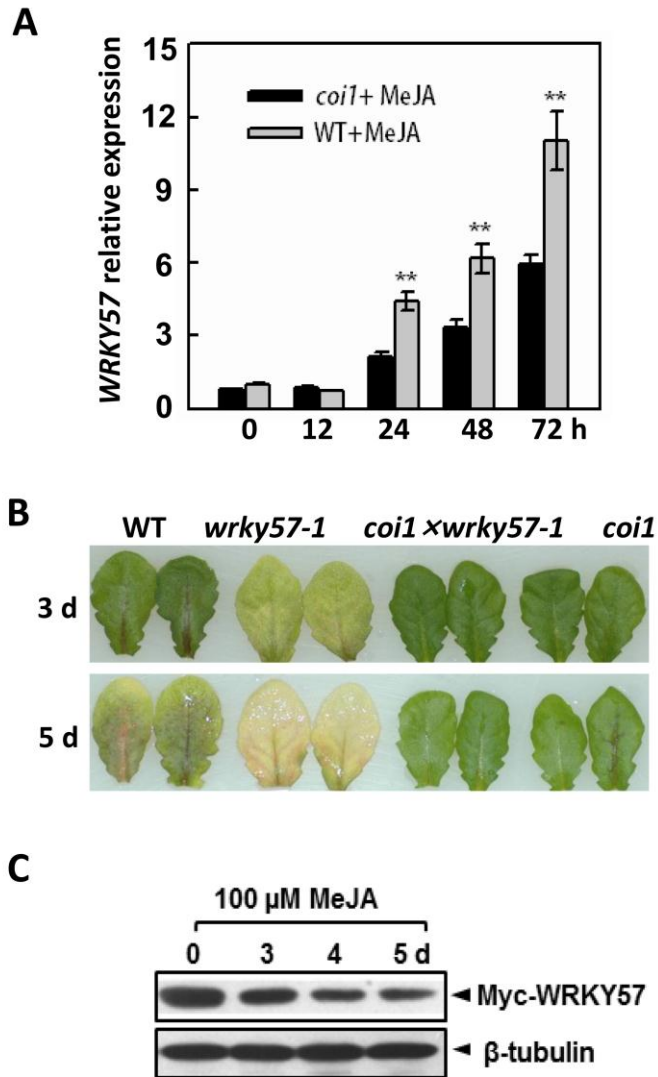 A
WRKY57 relative expression
15
12
9
6
3
0
coi1+ MeJA
WT+MeJA
**
**
**
0 12 24 48 72 h
B
WT wrky57-1 coi1 ×wrky57-1 coi1
3 d
5 d
C
100 µM MeJA
0 3 4 5 d
Myc-WRKY57
β-tubulin